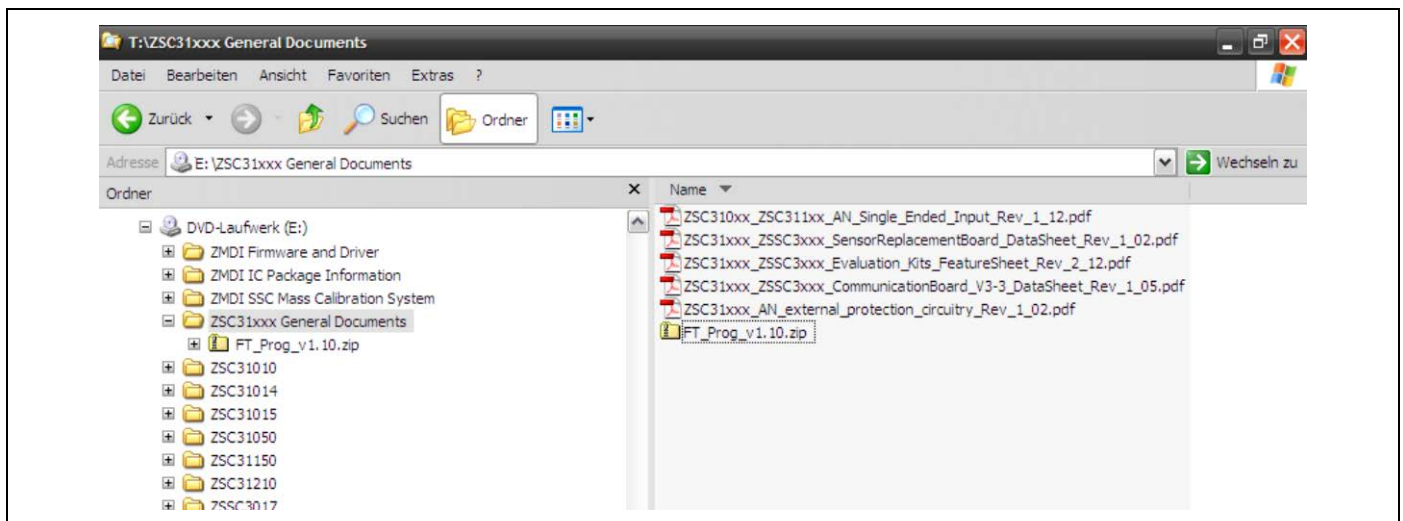 T:\ZSC31xxx General Documents
Datei Bearbeiten Ansicht Favoriten Extras ?
Zurück Suchen Ordner
Adresse E:\ZSC31xxx General Documents Wechseln zu
Ordner x Name
DVD-Laufwerk (E:)
ZMDI Firmware and Driver
ZMDI IC Package Information
ZMDI SSC Mass Calibration System
ZSC31xxx General Documents
FT_Prog_v1.10.zip
ZSC31010
ZSC31014
ZSC31015
ZSC31050
ZSC31150
ZSC31210
ZSSC3017
ZSC310xx_ZSC311xx_AN_Single_Ended_Input_Rev_1_12.pdf
ZSC31xxx_ZSSC3xxx_SensorReplacementBoard_DataSheet_Rev_1_02.pdf
ZSC31xxx_ZSSC3xxx_Evaluation_Kits_FeatureSheet_Rev_2_12.pdf
ZSC31xxx_ZSSC3xxx_CommunicationBoard_V3-3_DataSheet_Rev_1_05.pdf
ZSC31xxx_AN_external_protection_circuitry_Rev_1_02.pdf
FT_Prog_v1.10.zip